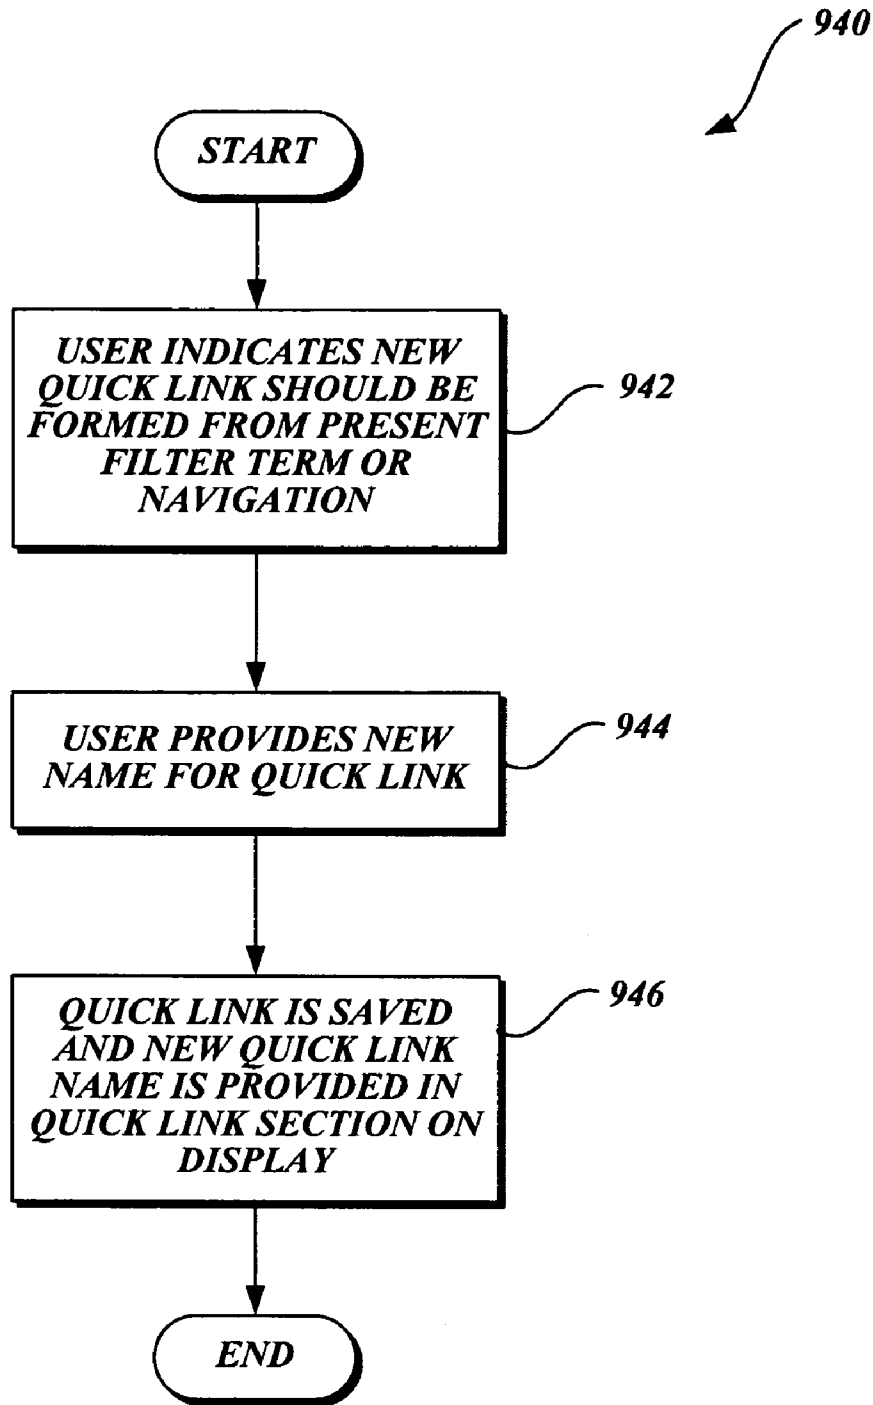 940
START
USER INDICATES NEW
QUICK LINK SHOULD BE
FORMED FROM PRESENT
FILTER TERM OR
NAVIGATION
942
USER PROVIDES NEW
NAME FOR QUICK LINK
944
QUICK LINK IS SAVED
AND NEW QUICK LINK
NAME IS PROVIDED IN
QUICK LINK SECTION ON
DISPLAY
946
END